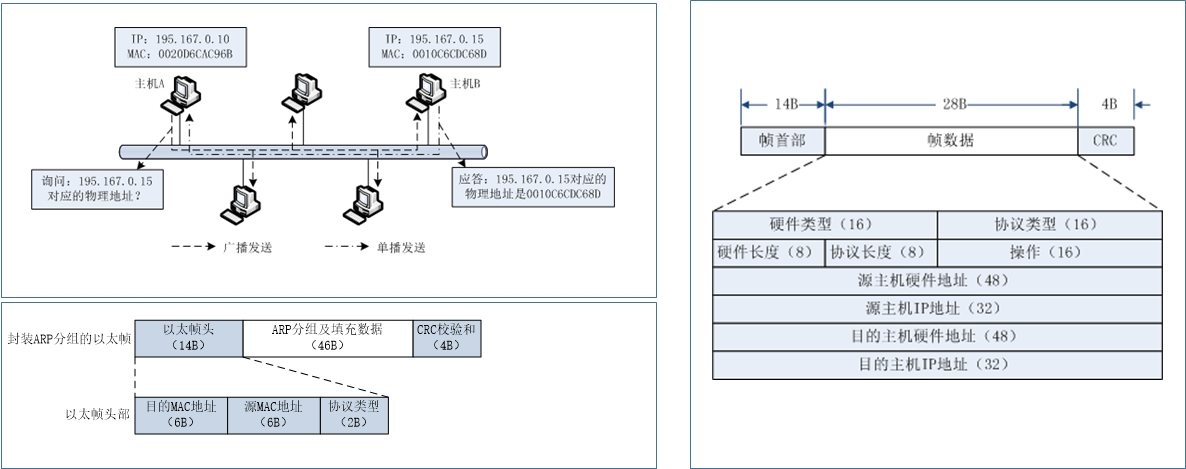 IP：195.167.0.10
MAC：0020D6CAC96B
IP：195.167.0.15
MAC：0010C6CDC68D
主机A
主机B
询问：195.167.0.15
对应的物理地址？
应答：195.167.0.15对应的
物理地址是0010C6CDC68D
广播发送
单播发送
封装ARP分组的以太帧
以太帧头
（14B）
ARP分组及填充数据
（46B）
CRC校验和
（4B）
以太帧头部
目的MAC地址
（6B）
源MAC地址
（6B）
协议类型
（2B）
14B
28B
4B
帧首部
帧数据
CRC
硬件类型（16）
协议类型（16）
硬件长度（8）
协议长度（8）
操作（16）
源主机硬件地址（48）
源主机IP地址（32）
目的主机硬件地址（48）
目的主机IP地址（32）